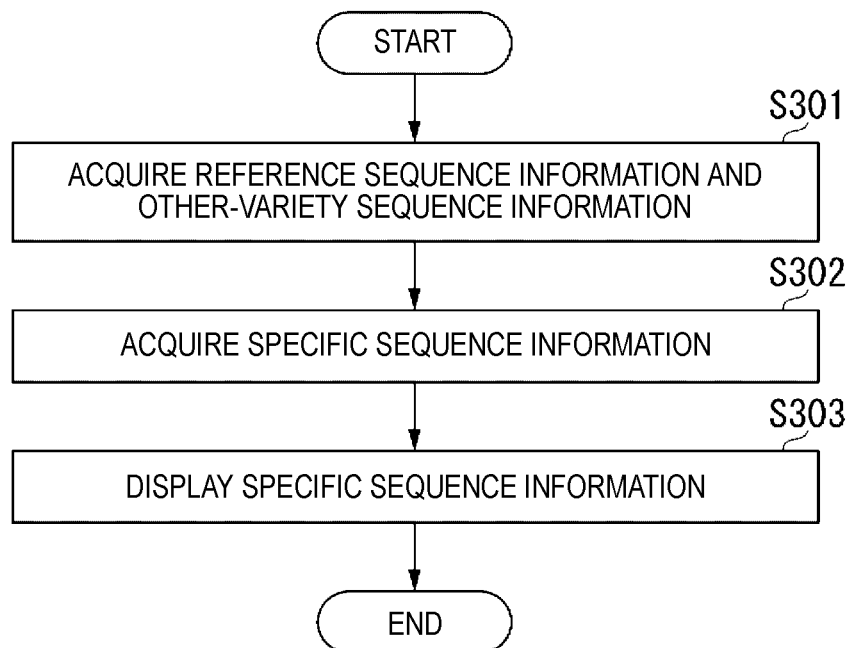 START
S301
ACQUIRE REFERENCE SEQUENCE INFORMATION AND
OTHER-VARIETY SEQUENCE INFORMATION
S302
ACQUIRE SPECIFIC SEQUENCE INFORMATION
S303
DISPLAY SPECIFIC SEQUENCE INFORMATION
END